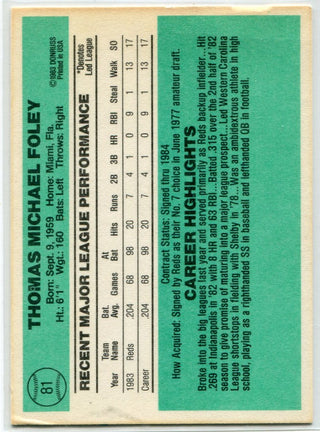 81
THOMAS MICHAEL FOLEY
Born: Sept. 9, 1959 Home: Miami, Fla.
Ht.: 6'1" Wgt.: 160 Bats: Left Throws: Right
©1983 DONRUSS
Printed in USA
RECENT MAJOR LEAGUE PERFORMANCE
*Denotes Led League
Year Team Name Bat. Avg. Games At Bat Hits Runs 2B 3B HR RBI Steal Walk SO
1983 Reds .204 68 98 20 7 4 1 0 9 1 13 17
Career .204 68 98 20 7 4 1 0 9 1 13 17
Contract Status: Signed thru 1984
How Acquired: Signed by Reds as their No. 7 choice in June 1977 amateur draft.
CAREER HIGHLIGHTS
Broke into the big leagues last year and served primarily as Reds backup infielder...Hit
.269 at Indianapolis in '82 with 8 HR and 63 RBI...Batted .315 over the 2nd half of '82
season to give promise of maturing into a major league prospect...Led Western Carolina
League shortstops in fielding with Shelby in '78...Was an ambidextrous athlete in high
school, playing as a righthanded SS in baseball and lefthanded QB in football.